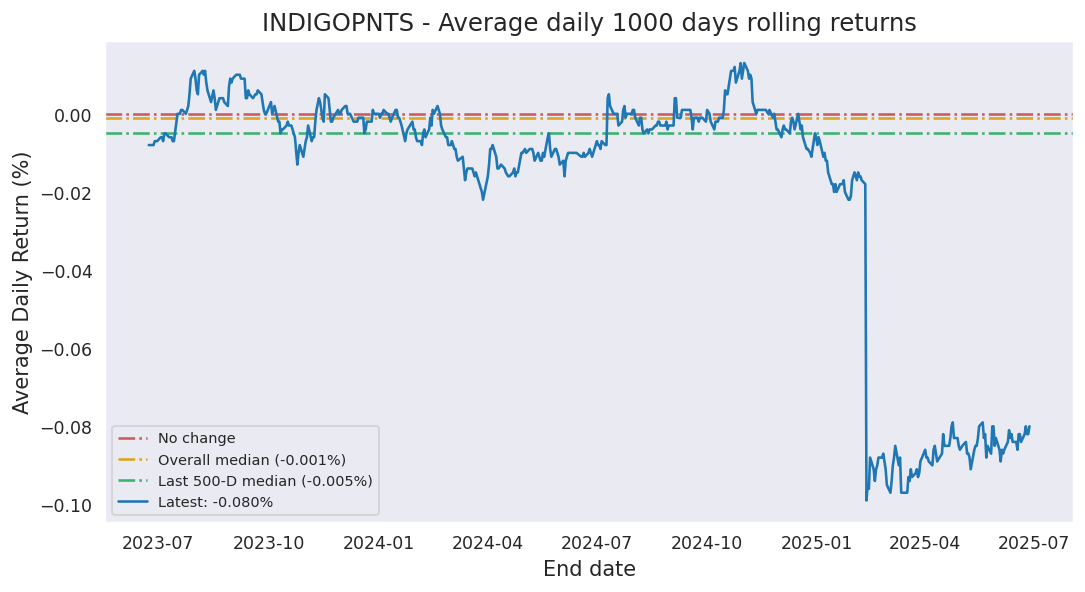 INDIGOPNTS - Average daily 1000 days rolling returns
Average Daily Return (%)
0.00
−0.02
−0.04
−0.06
−0.08
−0.10
No change
Overall median (-0.001%)
Last 500-D median (-0.005%)
Latest: -0.080%
2023-07 2023-10 2024-01 2024-04 2024-07 2024-10 2025-01 2025-04 2025-07
End date